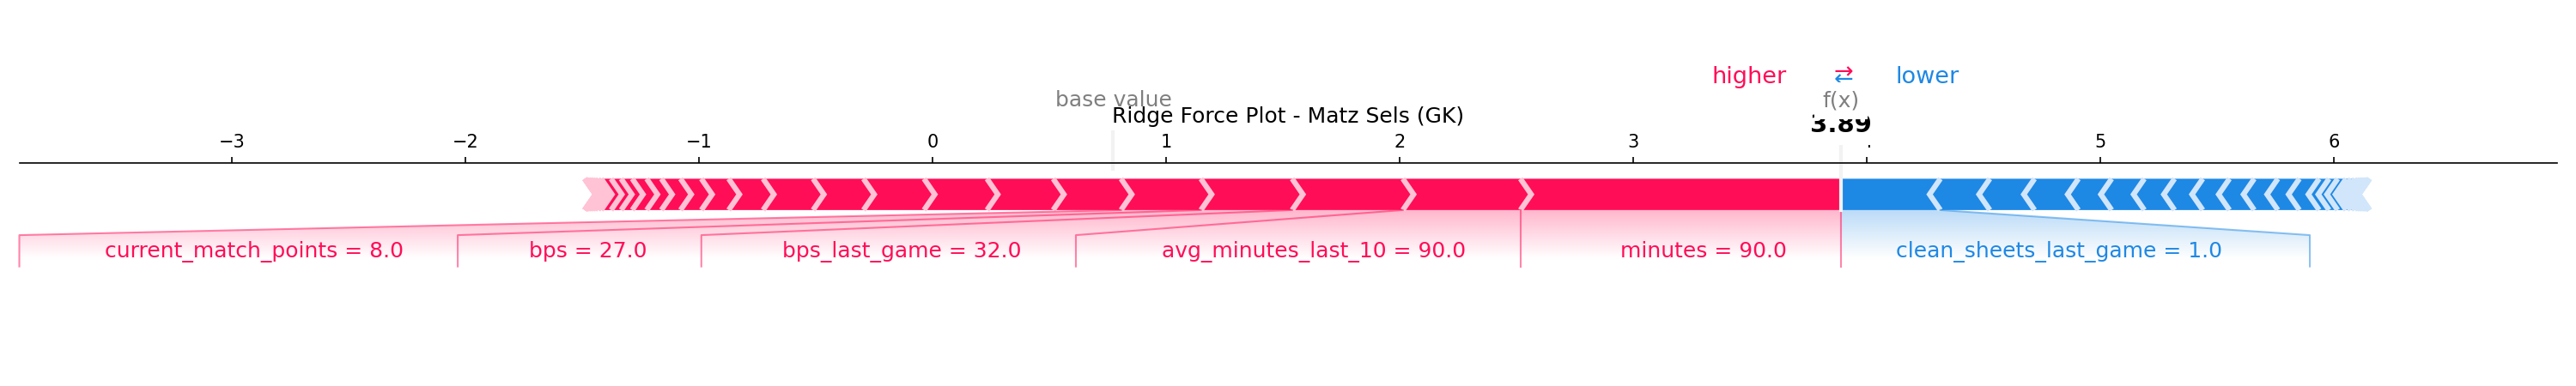 higher ⇄ lower
base value f(x)
Ridge Force Plot - Matz Sels (GK)
3.89
−3 −2 −1 0 1 2 3 5 6
current_match_points = 8.0 bps = 27.0 bps_last_game = 32.0 avg_minutes_last_10 = 90.0 minutes = 90.0 clean_sheets_last_game = 1.0